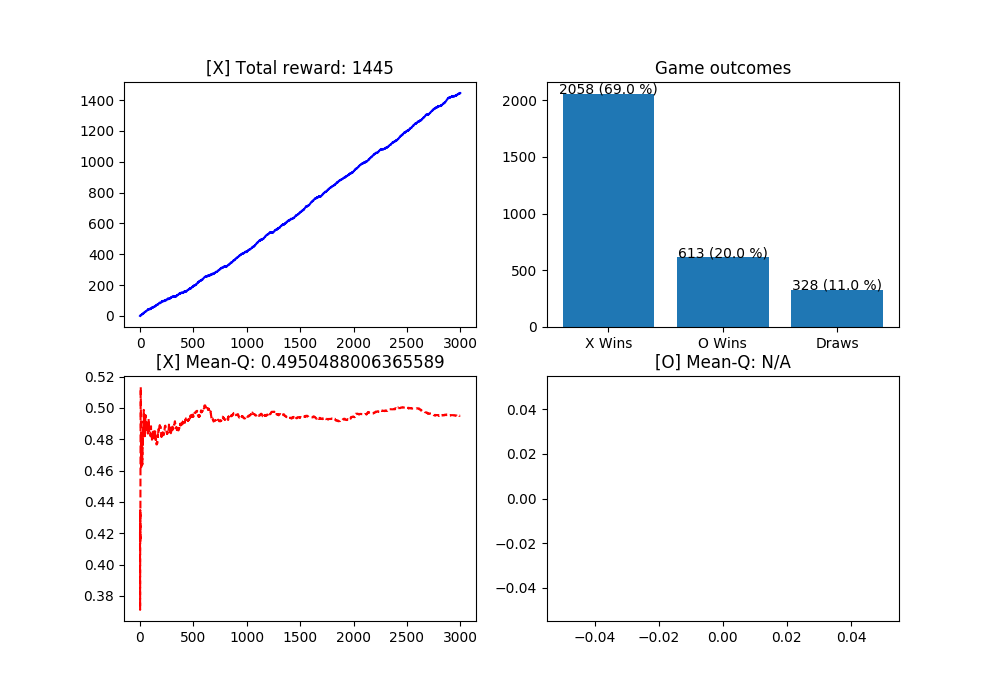 [X] Total reward: 1445
1400
1200
1000
800
600
400
200
0
0 500 1000 1500 2000 2500 3000
Game outcomes
2000
1500
1000
500
0
2058 (69.0 %)
613 (20.0 %)
328 (11.0 %)
X Wins O Wins Draws
[X] Mean-Q: 0.4950488006365589
0.52
0.50
0.48
0.46
0.44
0.42
0.40
0.38
0 500 1000 1500 2000 2500 3000
[O] Mean-Q: N/A
0.04
0.02
0.00
−0.02
−0.04
−0.04 −0.02 0.00 0.02 0.04